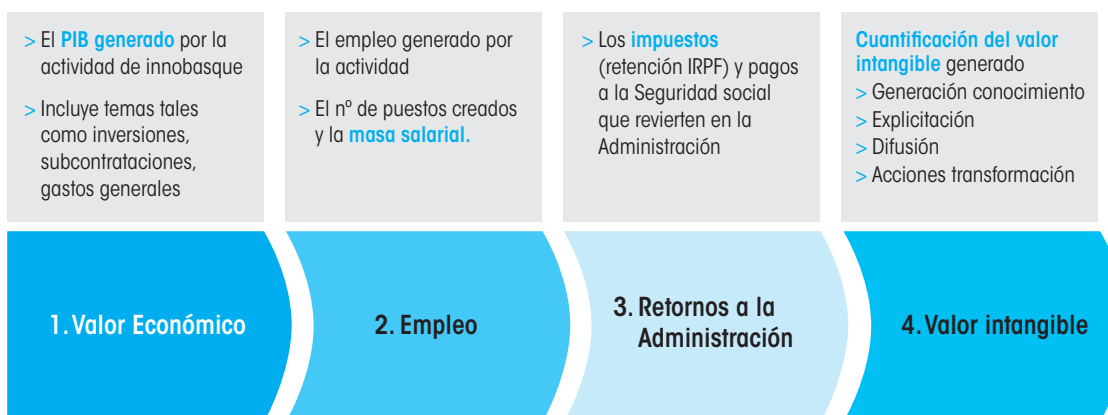 > El PIB generado por la
actividad de innobasque
> Incluye temas tales
como inversiones,
subcontrataciones,
gastos generales
> El empleo generado por
la actividad
> El nº de puestos creados
y la masa salarial.
> Los impuestos
(retención IRPF) y pagos
a la Seguridad social
que revierten en la
Administración
Cuantificación del valor
intangible generado
> Generación conocimiento
> Explicitación
> Difusión
> Acciones transformación
1. Valor Económico
2. Empleo
3. Retornos a la
Administración
4. Valor intangible